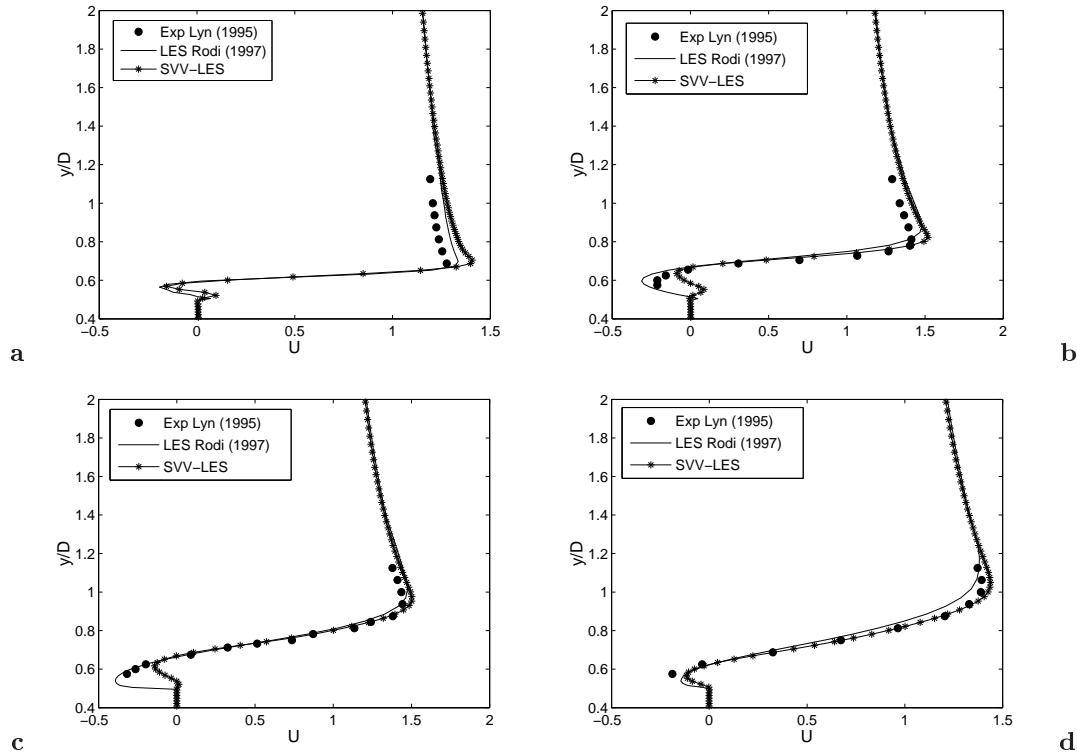 2
1.8
1.6
1.4
1.2
1
0.8
0.6
0.4
y/D
Exp Lyn (1995)
LES Rodi (1997)
SVV−LES
−0.5 0 0.5 1 1.5
U
a
2
1.8
1.6
1.4
1.2
1
0.8
0.6
0.4
y/D
Exp Lyn (1995)
LES Rodi (1997)
SVV−LES
−0.5 0 0.5 1 1.5 2
U
b
2
1.8
1.6
1.4
1.2
1
0.8
0.6
0.4
y/D
Exp Lyn (1995)
LES Rodi (1997)
SVV−LES
−0.5 0 0.5 1 1.5 2
U
c
2
1.8
1.6
1.4
1.2
1
0.8
0.6
0.4
y/D
Exp Lyn (1995)
LES Rodi (1997)
SVV−LES
−0.5 0 0.5 1 1.5
U
d